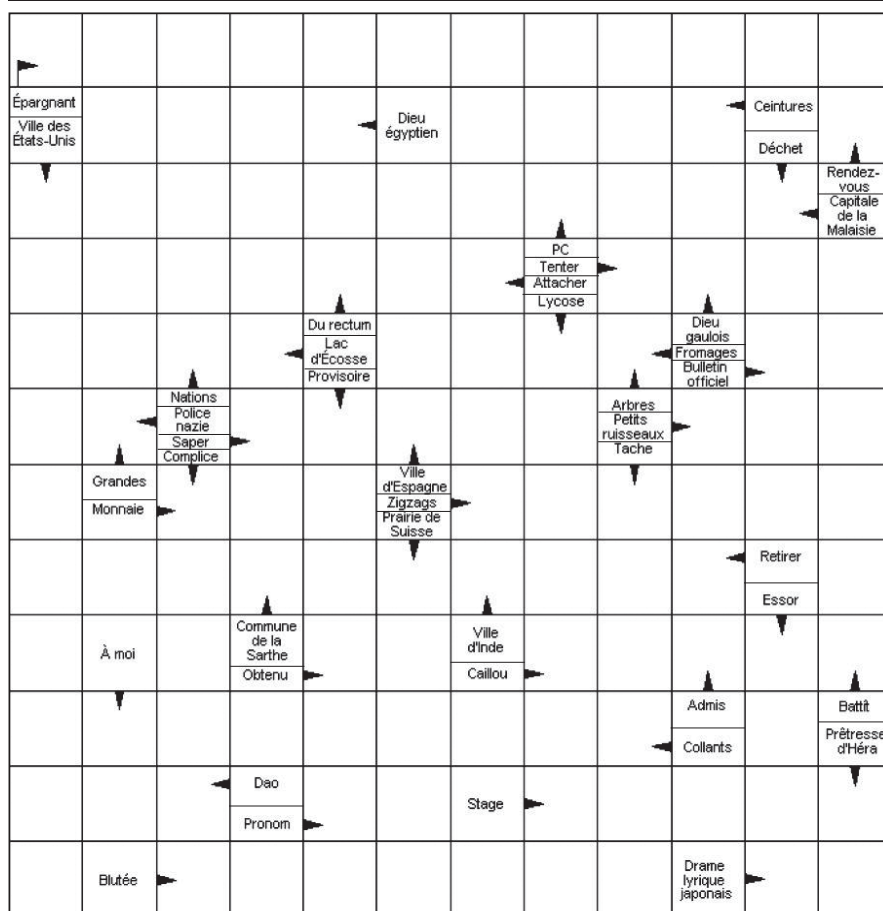 Épargnant
Ville des
États-Unis
Dieu
égyptien
Ceintures
Déchet
Rendez-
vous
Capitale
de la
Malaisie
PC
Tenter
Attacher
Lycose
Du rectum
Lac
d'Écosse
Provisoire
Dieu
gaulois
Fromages
Bulletin
officiel
Nations
Police
nazie
Saper
Complice
Arbres
Petits
ruisseaux
Tache
Grandes
Monnaie
Ville
d'Espagne
Zigzags
Prairie de
Suisse
Retirer
Essor
À moi
Commune
de la
Sarthe
Obtenu
Ville
d'Inde
Caillou
Admis
Collants
Battît
Prêtresse
d'Héra
Dao
Pronom
Stage
Blutée
Drame
lyrique
japonais